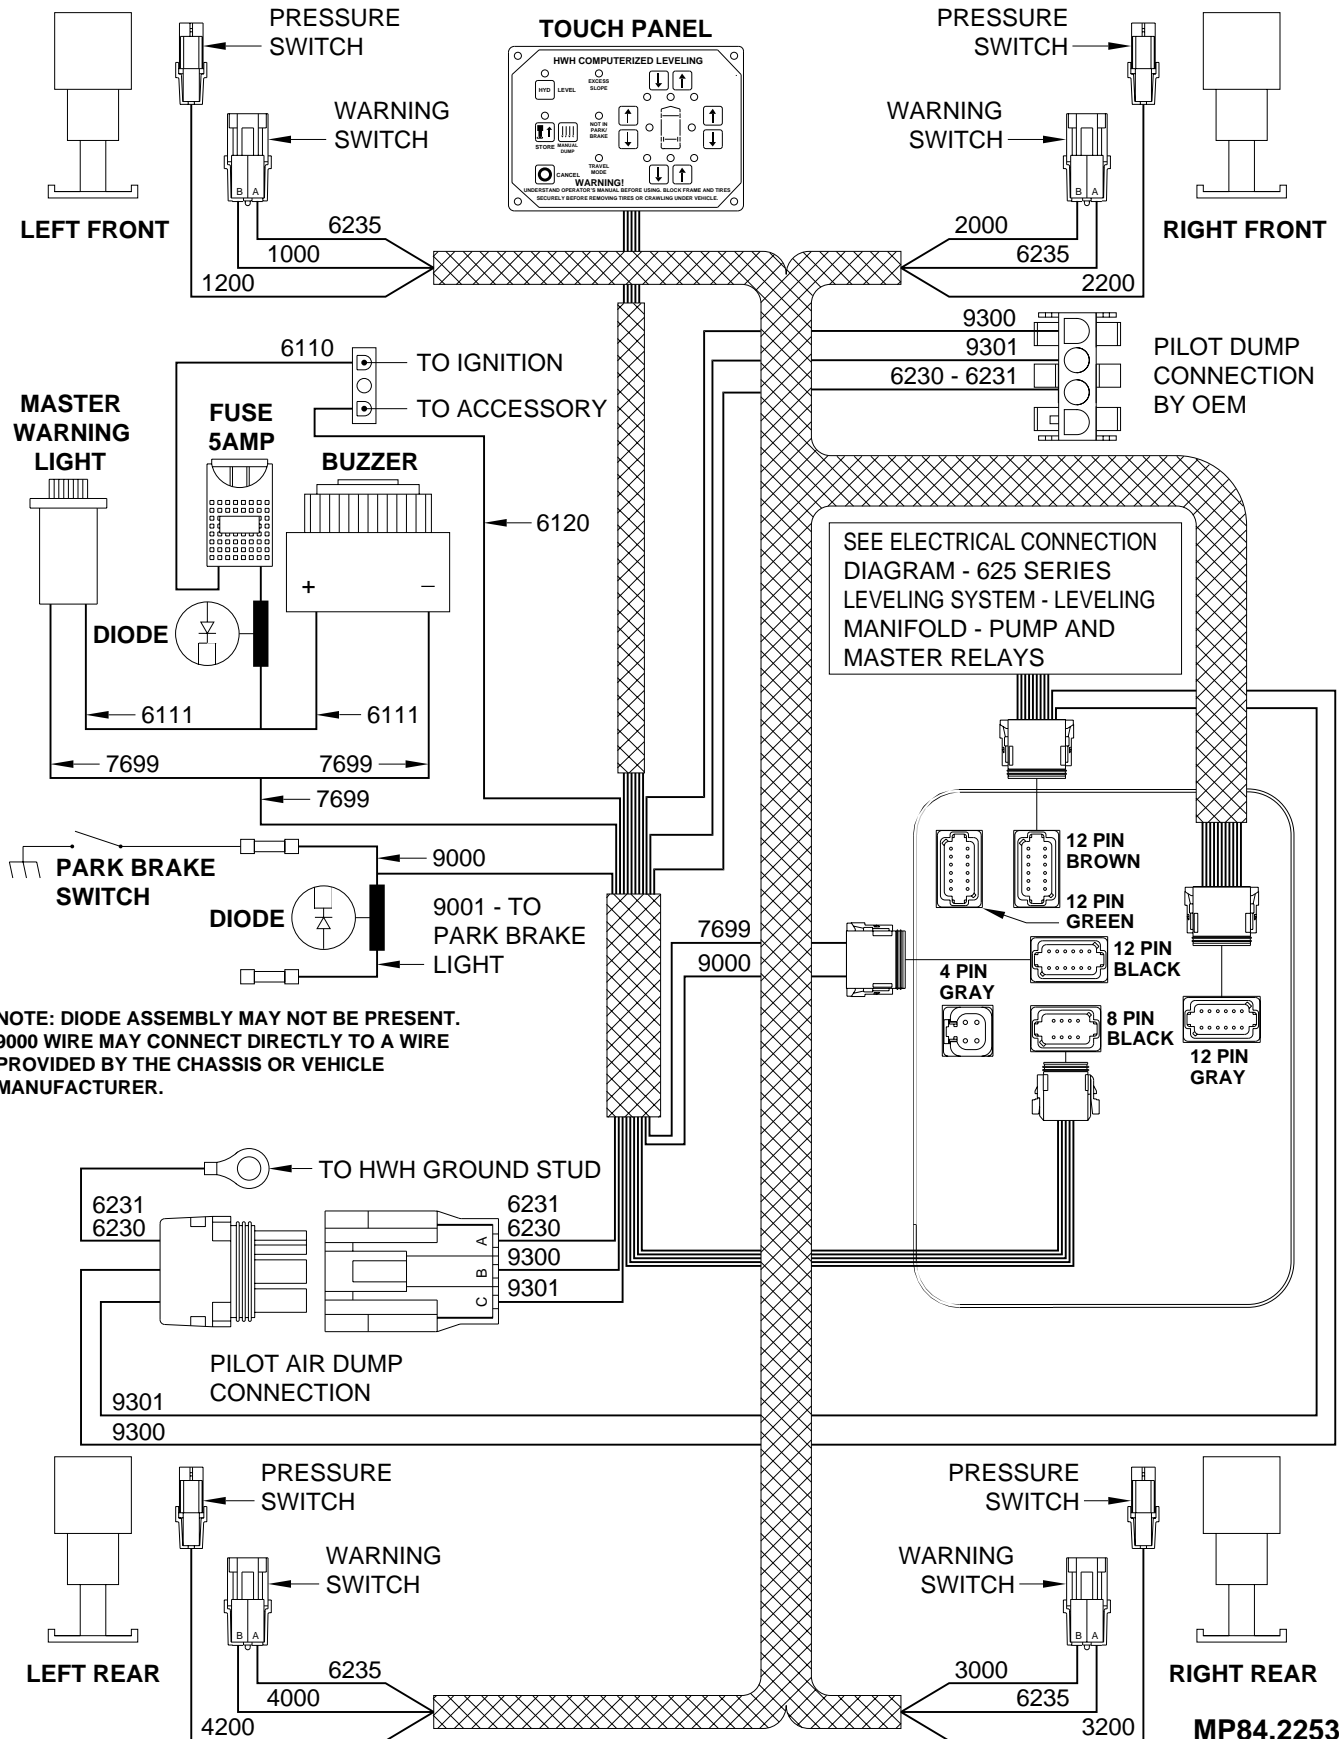 PRESSURE
SWITCH
TOUCH PANEL
PRESSURE
SWITCH
HWH COMPUTERIZED LEVELING
HYD
LEVEL
EXCESS
SLOPE
STORE
MANUAL
DUMP
NOT IN
PARK/
BRAKE
CANCEL
TRAVEL
MODE
WARNING!
UNDERSTAND OPERATOR'S MANUAL BEFORE USING. BLOCK FRAME AND TIRES
SECURELY BEFORE REMOVING TIRES OR CRAWLING UNDER VEHICLE.
WARNING
SWITCH
WARNING
SWITCH
B A
B A
LEFT FRONT
RIGHT FRONT
6235
1000
1200
2000
6235
2200
9300
9301
6230 - 6231
PILOT DUMP
CONNECTION
BY OEM
6110
TO IGNITION
TO ACCESSORY
MASTER
WARNING
LIGHT
FUSE
5AMP
BUZZER
+
–
6120
SEE ELECTRICAL CONNECTION
DIAGRAM - 625 SERIES
LEVELING SYSTEM - LEVELING
MANIFOLD - PUMP AND
MASTER RELAYS
DIODE
6111
6111
7699
7699
7699
PARK BRAKE
SWITCH
9000
DIODE
9001 - TO
PARK BRAKE
LIGHT
12 PIN
BROWN
12 PIN
GREEN
7699
9000
12 PIN
BLACK
4 PIN
GRAY
8 PIN
BLACK
12 PIN
GRAY
NOTE: DIODE ASSEMBLY MAY NOT BE PRESENT.
9000 WIRE MAY CONNECT DIRECTLY TO A WIRE
PROVIDED BY THE CHASSIS OR VEHICLE
MANUFACTURER.
TO HWH GROUND STUD
6231
6230
6231
6230
9300
9301
A
B
C
PILOT AIR DUMP
CONNECTION
9301
9300
PRESSURE
SWITCH
PRESSURE
SWITCH
WARNING
SWITCH
WARNING
SWITCH
B A
B A
LEFT REAR
RIGHT REAR
6235
4000
4200
3000
6235
3200
MP84.2253